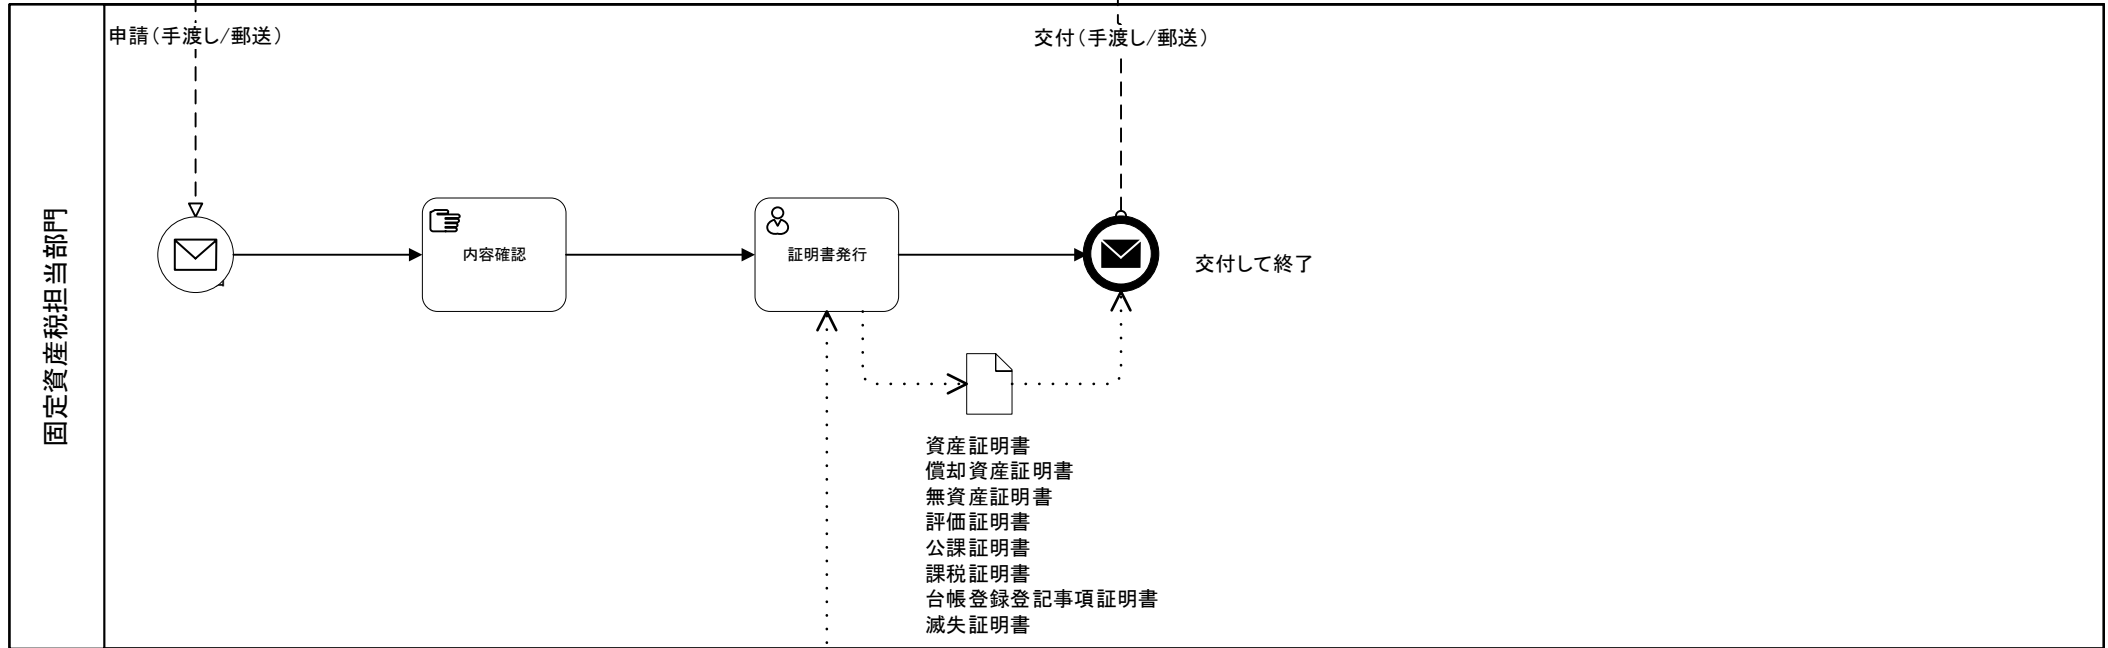 申請(手渡し/郵送)
交付(手渡し/郵送)
固定資産税担当部門
内容確認
証明書発行
交付して終了
資産証明書
償却資産証明書
無資産証明書
評価証明書
公課証明書
課税証明書
台帳登録登記事項証明書
滅失証明書